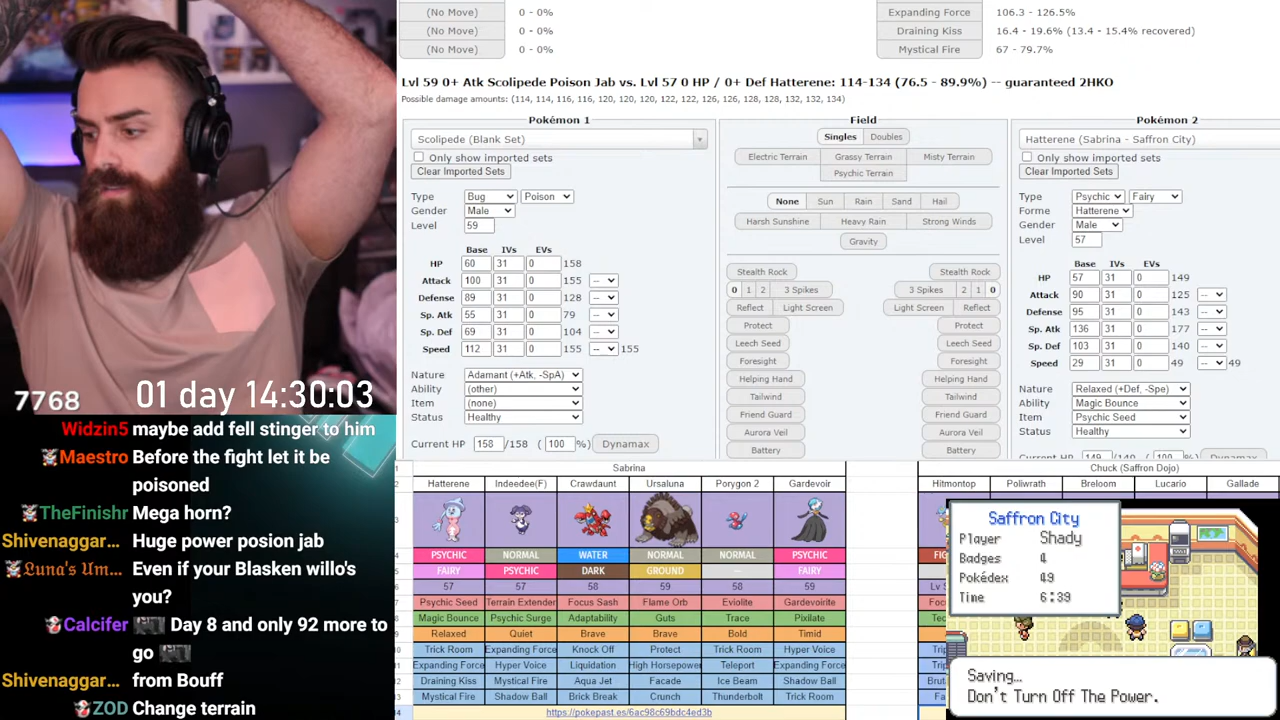 (No Move) 0 - 0%
(No Move) 0 - 0%
(No Move) 0 - 0%
Expanding Force 106.3 - 126.5%
Draining Kiss 16.4 - 19.6% (13.4 - 15.4% recovered)
Mystical Fire 67 - 79.7%
Lvl 59 0+ Atk Scolipede Poison Jab vs. Lvl 57 0 HP / 0+ Def Hatterene: 114-134 (76.5 - 89.9%) -- guaranteed 2HKO
Possible damage amounts: (114, 114, 116, 116, 120, 120, 120, 122, 122, 126, 126, 128, 128, 132, 132, 134)
Pokémon 1
Scolipede (Blank Set)
Only show imported sets
Clear Imported Sets
Type Bug Poison
Gender Male
Level 59
Base IVs EVs
HP 60 31 0 158
Attack 100 31 0 155 --
Defense 89 31 0 128 --
Sp. Atk 55 31 0 79 --
Sp. Def 69 31 0 104 --
Speed 112 31 0 155 -- 155
Nature Adamant (+Atk, -SpA)
Ability (other)
Item (none)
Status Healthy
Current HP 158 /158 ( 100 %) Dynamax
Field
Singles Doubles
Electric Terrain Grassy Terrain Misty Terrain
Psychic Terrain
None Sun Rain Sand Hail
Harsh Sunshine Heavy Rain Strong Winds
Gravity
Stealth Rock Stealth Rock
0 1 2 3 Spikes 3 Spikes 2 1 0
Reflect Light Screen Light Screen Reflect
Protect Protect
Leech Seed Leech Seed
Foresight Foresight
Helping Hand Helping Hand
Tailwind Tailwind
Friend Guard Friend Guard
Aurora Veil Aurora Veil
Battery Battery
Pokémon 2
Hatterene (Sabrina - Saffron City)
Only show imported sets
Clear Imported Sets
Type Psychic Fairy
Forme Hatterene
Gender Male
Level 57
Base IVs EVs
HP 57 31 0 149
Attack 90 31 0 125 --
Defense 95 31 0 143 --
Sp. Atk 136 31 0 177 --
Sp. Def 103 31 0 140 --
Speed 29 31 0 49 -- 49
Nature Relaxed (+Def, -Spe)
Ability Magic Bounce
Item Psychic Seed
Status Healthy
Current HP 149 /149 ( 100 %) Dynamax
7768 01 day 14:30:03
Widzin5 maybe add fell stinger to him
Maestro Before the fight let it be
poisoned
TheFinishr Mega horn?
Shivenaggar... Huge power posion jab
Luna's Um... Even if your Blasken willo's
you?
Calcifer Day 8 and only 92 more to
go
Shivenaggar... from Bouff
ZOD Change terrain
Sabrina
Hatterene Indeedee(F) Crawdaunt Ursaluna Porygon 2 Gardevoir
PSYCHIC NORMAL WATER NORMAL NORMAL PSYCHIC
FAIRY PSYCHIC DARK GROUND -- FAIRY
57 57 58 59 58 59
Psychic Seed Terrain Extender Focus Sash Flame Orb Eviolite Gardevoirite
Magic Bounce Psychic Surge Adaptability Guts Trace Pixilate
Relaxed Quiet Brave Brave Bold Timid
Trick Room Expanding Force Knock Off Protect Trick Room Hyper Voice
Expanding Force Hyper Voice Liquidation High Horsepower Teleport Expanding Force
Draining Kiss Mystical Fire Aqua Jet Facade Ice Beam Shadow Ball
Mystical Fire Shadow Ball Brick Break Crunch Thunderbolt Trick Room
https://pokepast.es/6ac98c69bdc4ed3b
Chuck (Saffron Dojo)
Hitmontop Poliwrath Breloom Lucario Gallade
Saffron City
Player Shady
Badges 4
Pokédex 49
Time 6:39
Saving...
Don't Turn Off The Power.